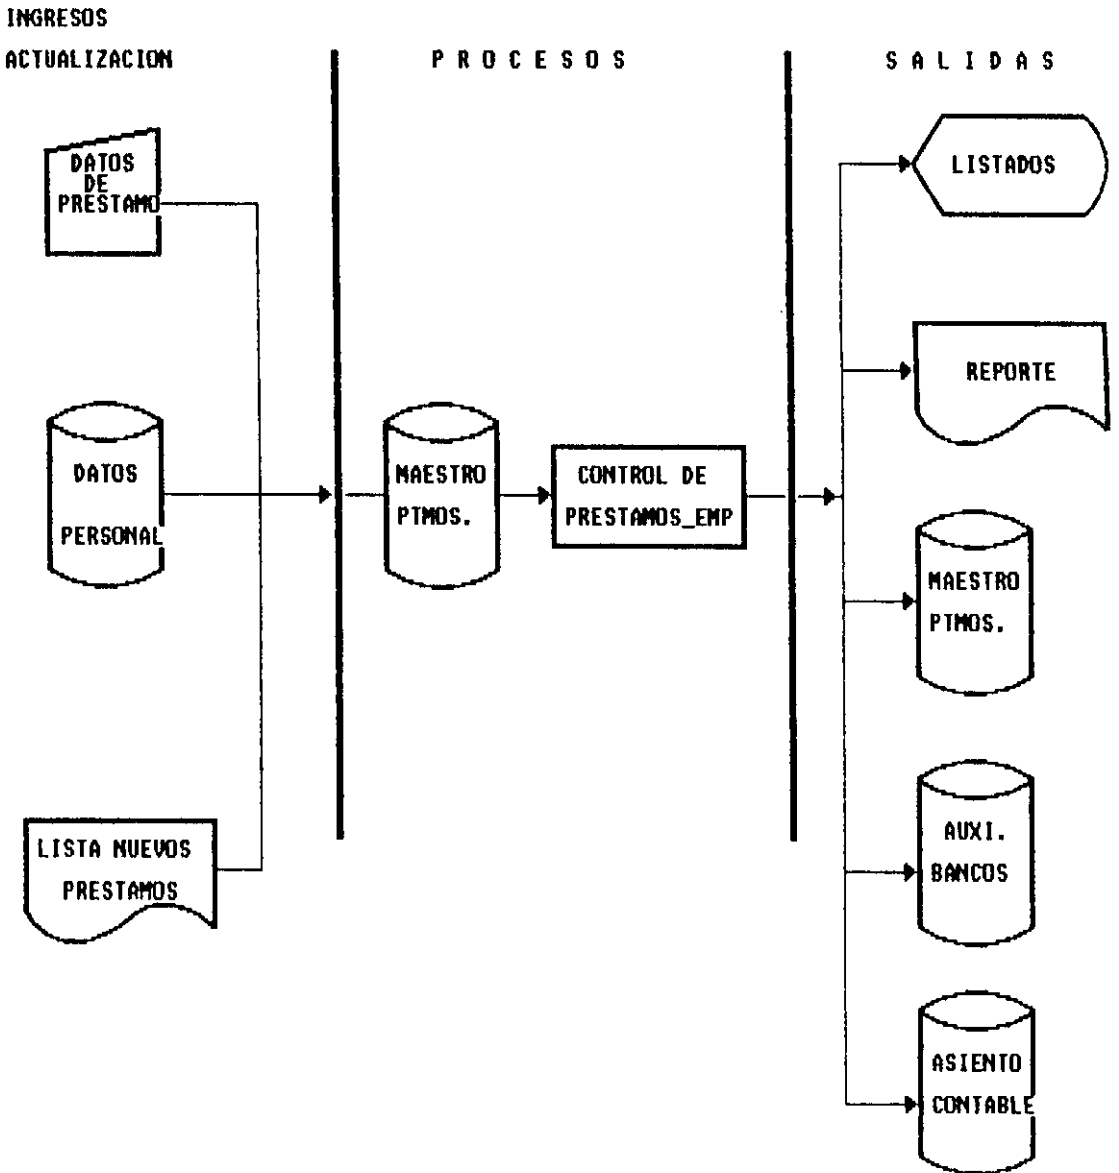 INGRESOS
ACTUALIZACION
P R O C E S O S
S A L I D A S
DATOS
DE
PRESTAMO
DATOS
PERSONAL
LISTA NUEVOS
PRESTAMOS
MAESTRO
PTMOS.
CONTROL DE
PRESTAMOS_EMP
LISTADOS
REPORTE
MAESTRO
PTMOS.
AUXI.
BANCOS
ASIENTO
CONTABLE